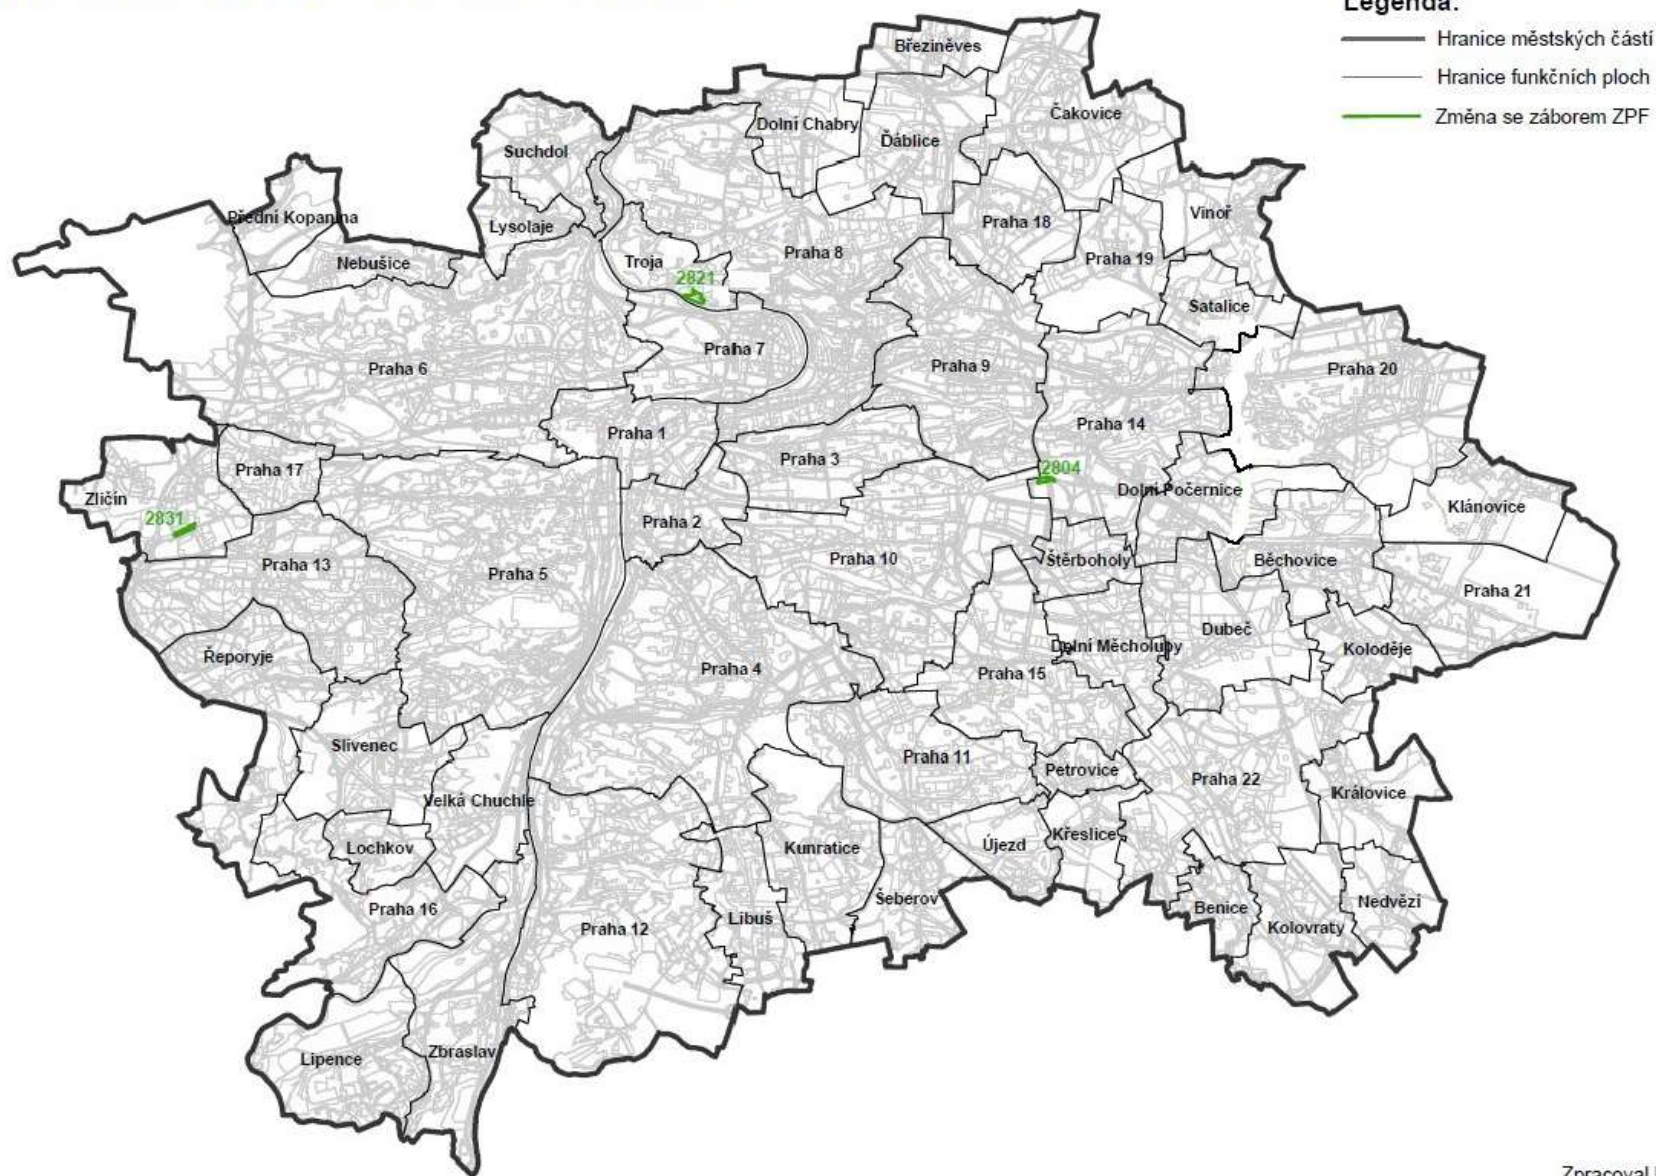 Legenda:
Hranice městských částí
Hranice funkčních ploch
Změna se záborem ZPF
Březiněves
Čakovice
Dolní Chabry
Ďáblice
Suchdol
Přední Kopanina
Lysolaje
Praha 18
Vinoř
Nebušice
Troja
Praha 8
Praha 19
2821
Satalice
Praha 7
Praha 6
Praha 9
Praha 20
Praha 14
Praha 1
Praha 3
Praha 17
2804
Zličín
Dolní Počernice
Klánovice
2831
Praha 2
Praha 13
Praha 5
Praha 10
Štěrboholy
Běchovice
Praha 21
Řeporyje
Praha 4
Dubeč
Dolní Měcholupy
Koloděje
Praha 15
Slivenec
Praha 11
Petrovice
Praha 22
Královice
Velká Chuchle
Lochkov
Kunratice
Újezd
Křeslice
Praha 16
Šeberov
Libuš
Praha 12
Benice
Nedvězí
Kolovraty
Lipence
Zbraslav
Zpracoval